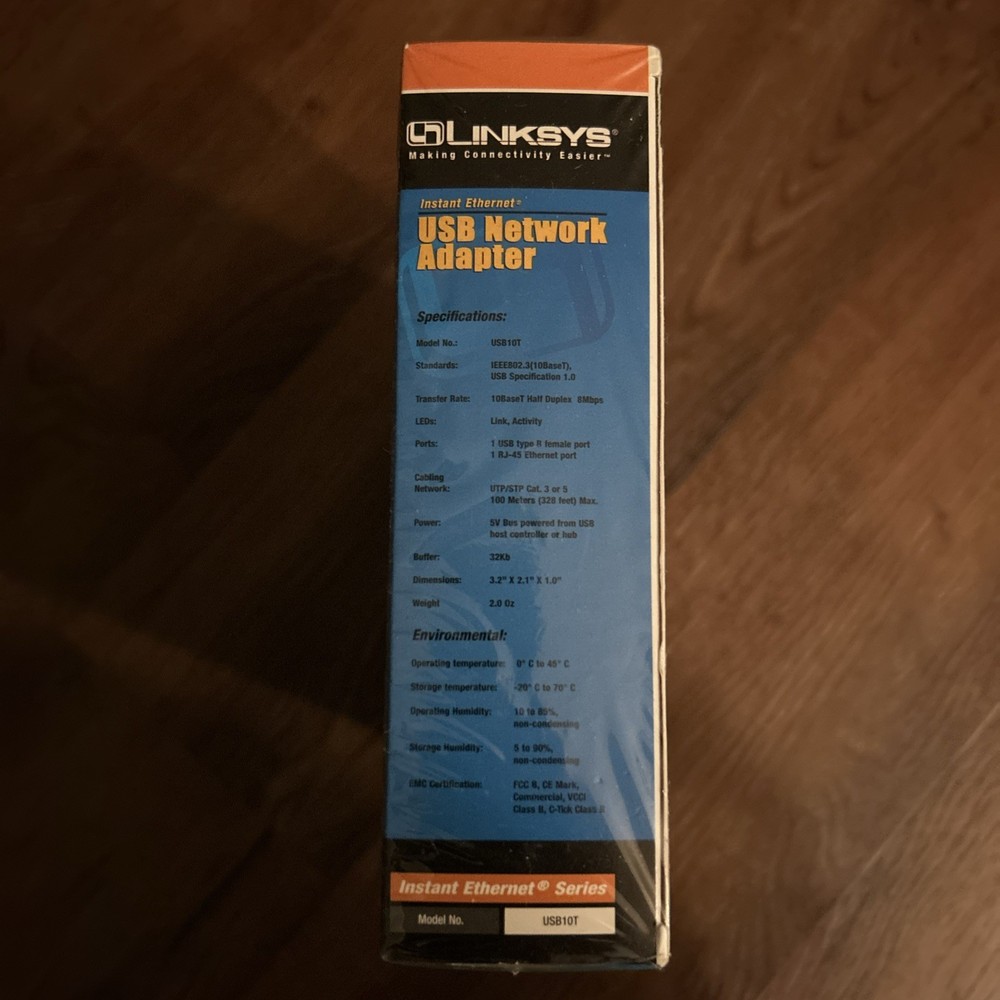 LINKSYS®
Making Connectivity Easier™
Instant Ethernet®
USB Network
Adapter
Specifications:
Model No.: USB10T
Standards: IEEE802.3(10BaseT),
USB Specification 1.0
Transfer Rate: 10BaseT Half Duplex 8Mbps
LEDs: Link, Activity
Ports: 1 USB type B female port
1 RJ-45 Ethernet port
Cabling
Network: UTP/STP Cat. 3 or 5
100 Meters (328 feet) Max.
Power: 5V Bus powered from USB
host controller or hub
Buffer: 32Kb
Dimensions: 3.2" X 2.1" X 1.0"
Weight 2.0 Oz
Environmental:
Operating temperature: 0° C to 45° C
Storage temperature: -20° C to 70° C
Operating Humidity: 10 to 85%,
non-condensing
Storage Humidity: 5 to 90%,
non-condensing
EMC Certification: FCC B, CE Mark,
Commercial, VCCI
Class B, C-Tick Class B
Instant Ethernet® Series
Model No. USB10T